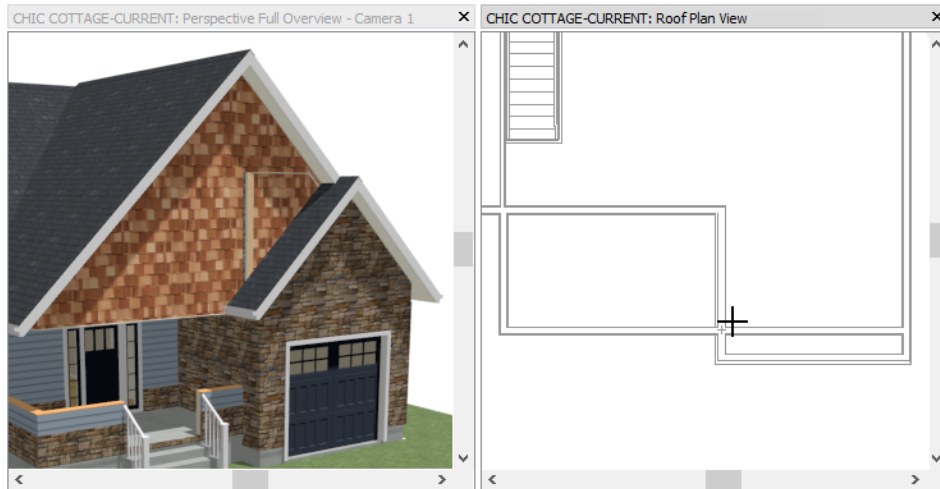 CHIC COTTAGE-CURRENT: Perspective Full Overview - Camera 1
CHIC COTTAGE-CURRENT: Roof Plan View